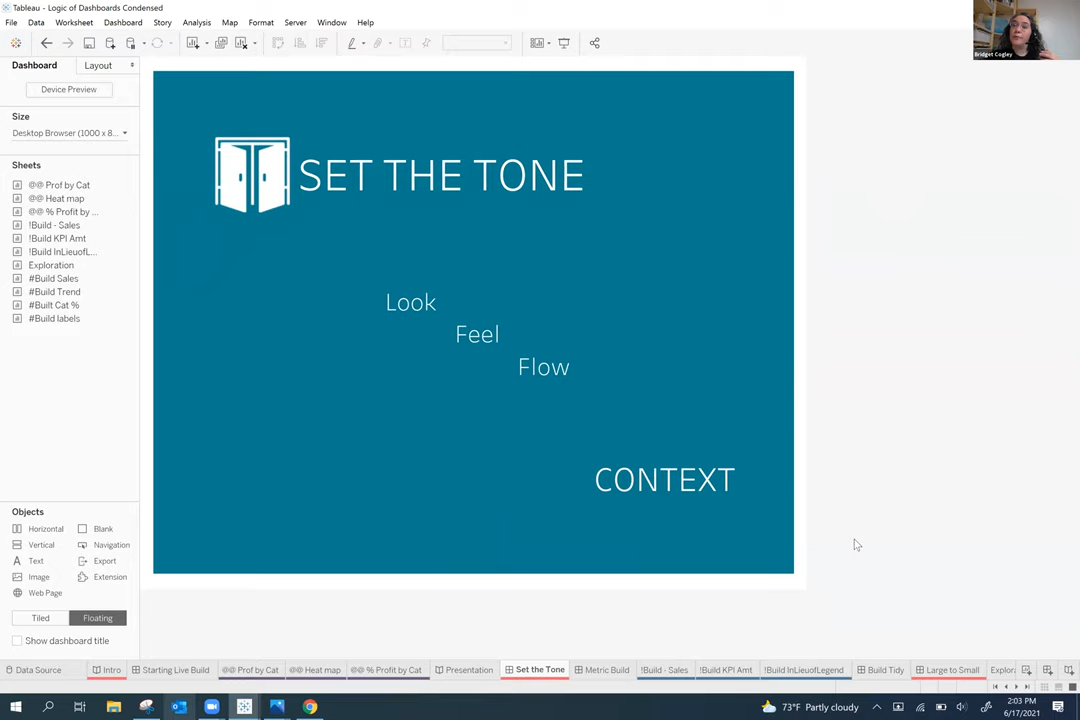 Tableau - Logic of Dashboards Condensed
File Data Worksheet Dashboard Story Analysis Map Format Server Window Help
Bridget Cogley
Dashboard Layout
Device Preview
Size
Desktop Browser (1000 x 8...
Sheets
@@ Prof by Cat
@@ Heat map
@@ % Profit by ...
!Build - Sales
!Build KPI Amt
!Build InLieuofL...
Exploration
#Build Sales
#Build Trend
#Built Cat %
#Build labels
SET THE TONE
Look
Feel
Flow
CONTEXT
Objects
Horizontal Blank
Vertical Navigation
Text Export
Image Extension
Web Page
Tiled Floating
Show dashboard title
Data Source Intro Starting Live Build @@ Prof by Cat @@ Heat map @@ % Profit by Cat Presentation Set the Tone Metric Build !Build - Sales !Build KPI Amt !Build InLieuofLegend Build Tidy Large to Small Explor
73°F Partly cloudy
2:03 PM
6/17/2021